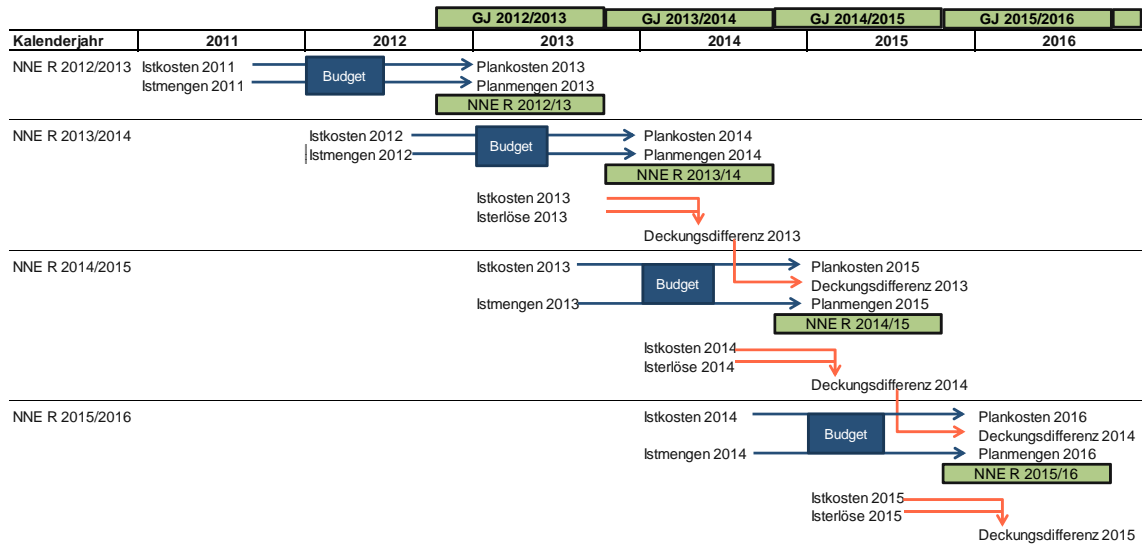 GJ 2012/2013 GJ 2013/2014 GJ 2014/2015 GJ 2015/2016
Kalenderjahr 2011 2012 2013 2014 2015 2016
NNE R 2012/2013 Istkosten 2011 Budget Plankosten 2013
Istmengen 2011 Planmengen 2013
NNE R 2012/13
NNE R 2013/2014 Istkosten 2012 Budget Plankosten 2014
Istmengen 2012 Planmengen 2014
NNE R 2013/14
Istkosten 2013
Isterlöse 2013
Deckungsdifferenz 2013
NNE R 2014/2015 Istkosten 2013 Budget Plankosten 2015
Deckungsdifferenz 2013
Istmengen 2013 Planmengen 2015
NNE R 2014/15
Istkosten 2014
Isterlöse 2014
Deckungsdifferenz 2014
NNE R 2015/2016 Istkosten 2014 Budget Plankosten 2016
Deckungsdifferenz 2014
Istmengen 2014 Planmengen 2016
NNE R 2015/16
Istkosten 2015
Isterlöse 2015
Deckungsdifferenz 2015